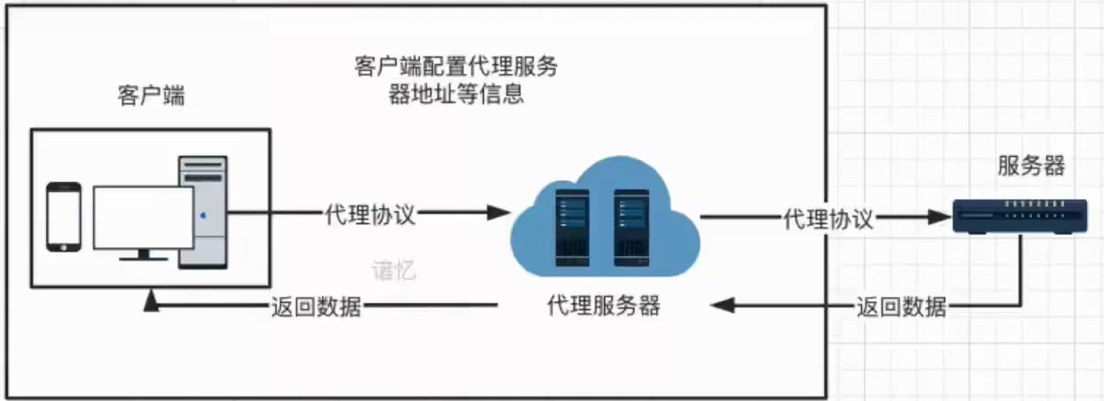 客户端配置代理服务
器地址等信息
客户端
服务器
代理协议
代理协议
谙忆
返回数据
代理服务器
返回数据